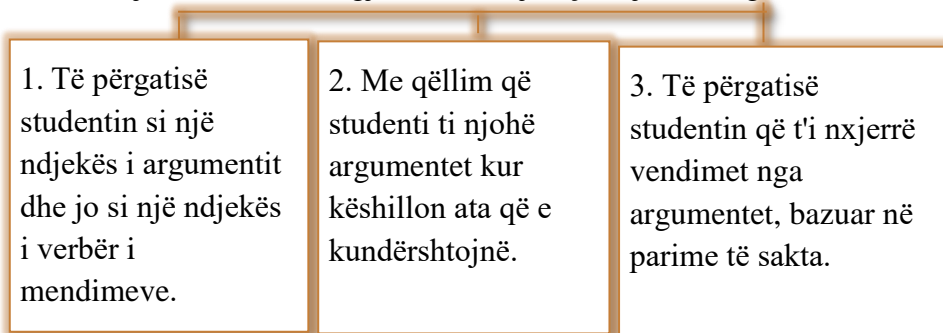 1. Të përgatisë
studentin si një
ndjekës i argumentit
dhe jo si një ndjekës
i verbër i
mendimeve.
2. Me qëllim që
studenti ti njohë
argumentet kur
këshillon ata që e
kundërshtojnë.
3. Të përgatisë
studentin që t'i nxjerrë
vendimet nga
argumentet, bazuar në
parime të sakta.